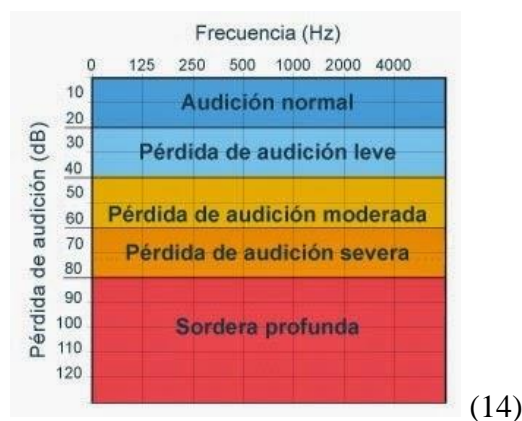 Frecuencia (Hz)
0 125 250 500 1000 2000 4000
Pérdida de audición (dB)
10
20
30
40
50
60
70
80
90
100
110
120
Audición normal
Pérdida de audición leve
Pérdida de audición moderada
Pérdida de audición severa
Sordera profunda
(14)